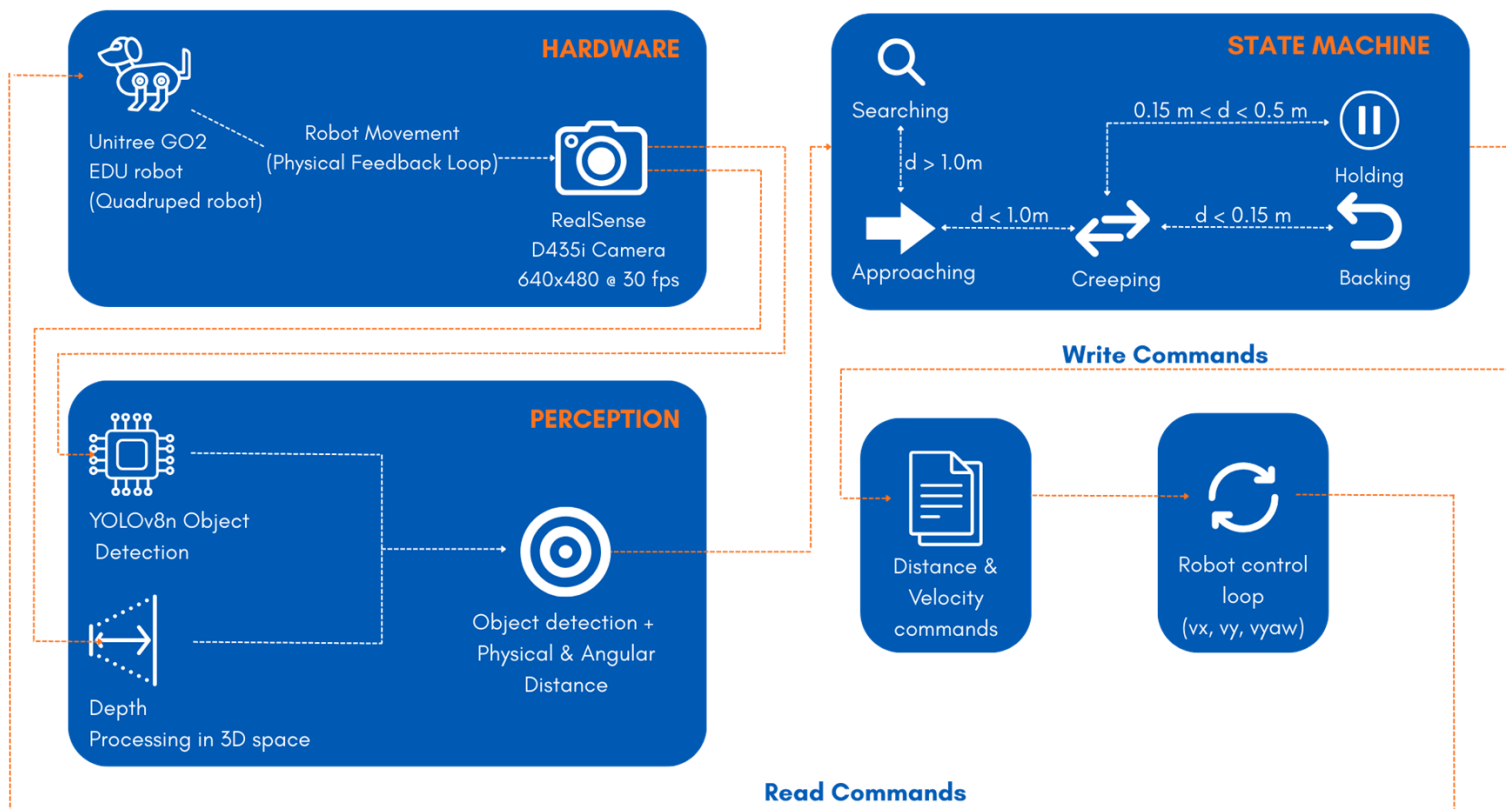 HARDWARE
Unitree GO2
EDU robot
(Quadruped robot)
Robot Movement
(Physical Feedback Loop)
RealSense
D435i Camera
640x480 @ 30 fps
STATE MACHINE
Searching
d > 1.0m
Approaching
d < 1.0m
Creeping
0.15 m < d < 0.5 m
Holding
d < 0.15 m
Backing
Write Commands
PERCEPTION
YOLOv8n Object
Detection
Depth
Processing in 3D space
Object detection +
Physical & Angular
Distance
Distance &
Velocity
commands
Robot control
loop
(vx, vy, vyaw)
Read Commands